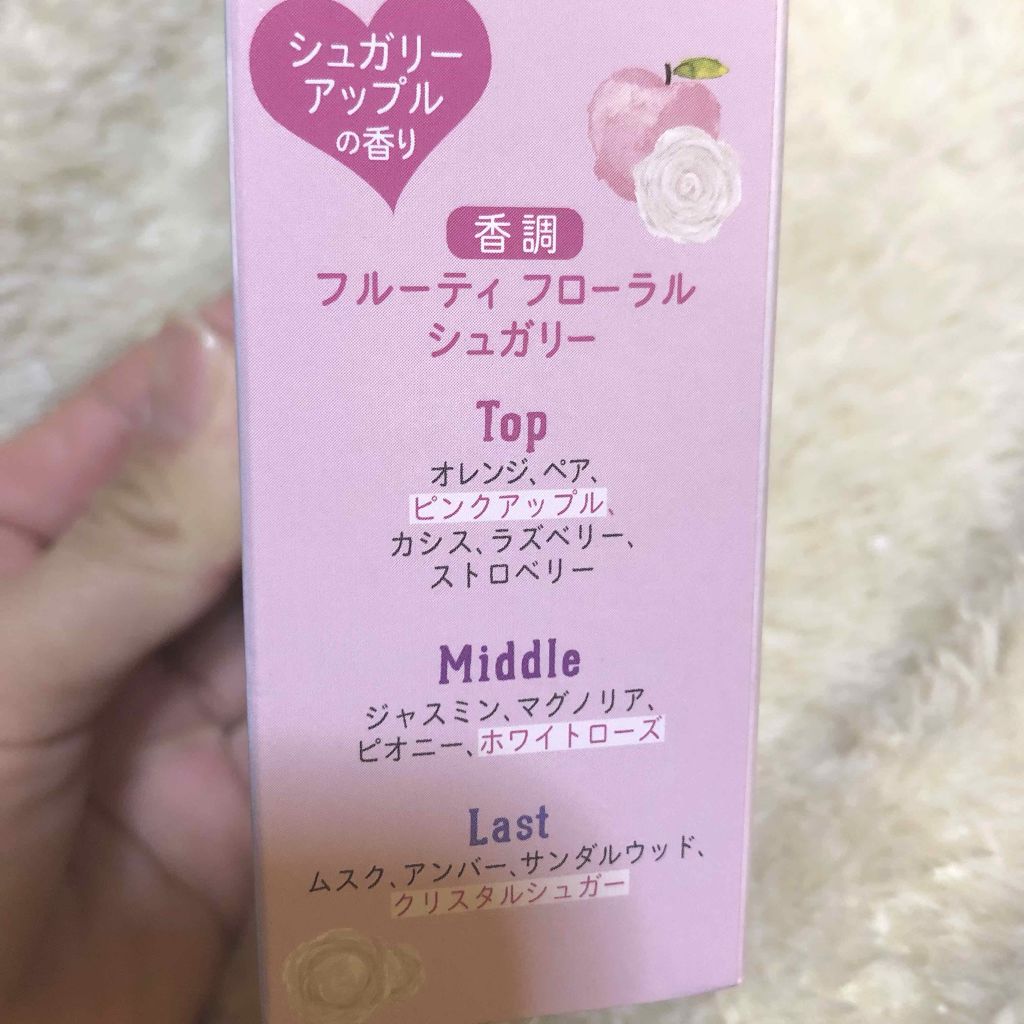 シュガリー
アップル
の香り
香調
フルーティ フローラル
シュガリー
Top
オレンジ、ペア、
ピンクアップル、
カシス、ラズベリー、
ストロベリー
Middle
ジャスミン、マグノリア、
ピオニー、ホワイトローズ
Last
ムスク、アンバー、サンダルウッド、
クリスタルシュガー